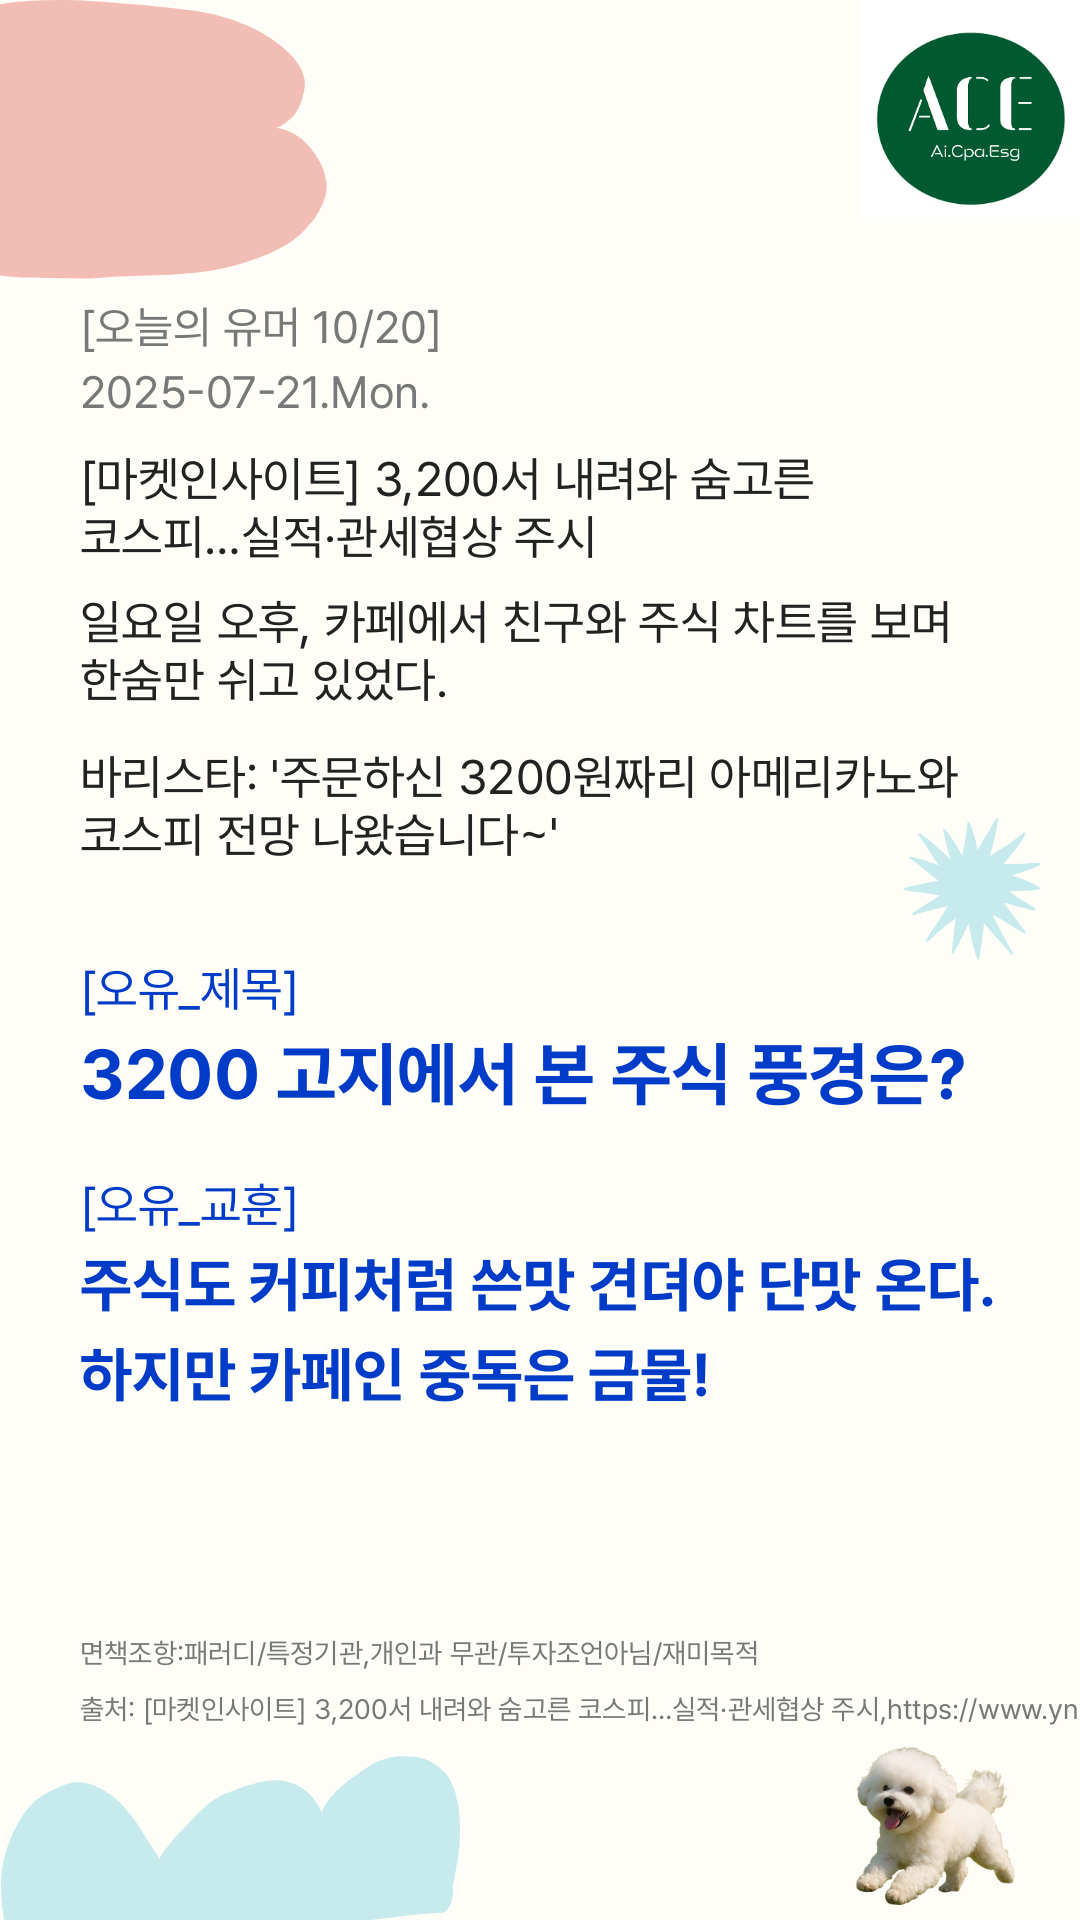 ACE
Ai.Cpa.Esg
[오늘의 유머 10/20]
2025-07-21.Mon.
[마켓인사이트] 3,200서 내려와 숨고른
코스피...실적·관세협상 주시
일요일 오후, 카페에서 친구와 주식 차트를 보며
한숨만 쉬고 있었다.
바리스타: '주문하신 3200원짜리 아메리카노와
코스피 전망 나왔습니다~'
[오유_제목]
3200 고지에서 본 주식 풍경은?
[오유_교훈]
주식도 커피처럼 쓴맛 견뎌야 단맛 온다.
하지만 카페인 중독은 금물!
면책조항:패러디/특정기관,개인과 무관/투자조언아님/재미목적
출처: [마켓인사이트] 3,200서 내려와 숨고른 코스피...실적·관세협상 주시,https://www.yn